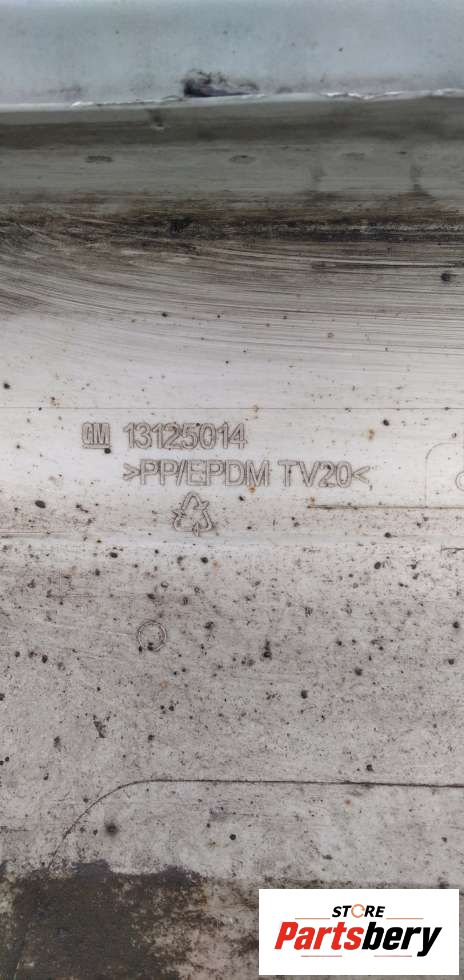 GM 13125014
>PP/EPDM TV20<
STORE
Partsbery